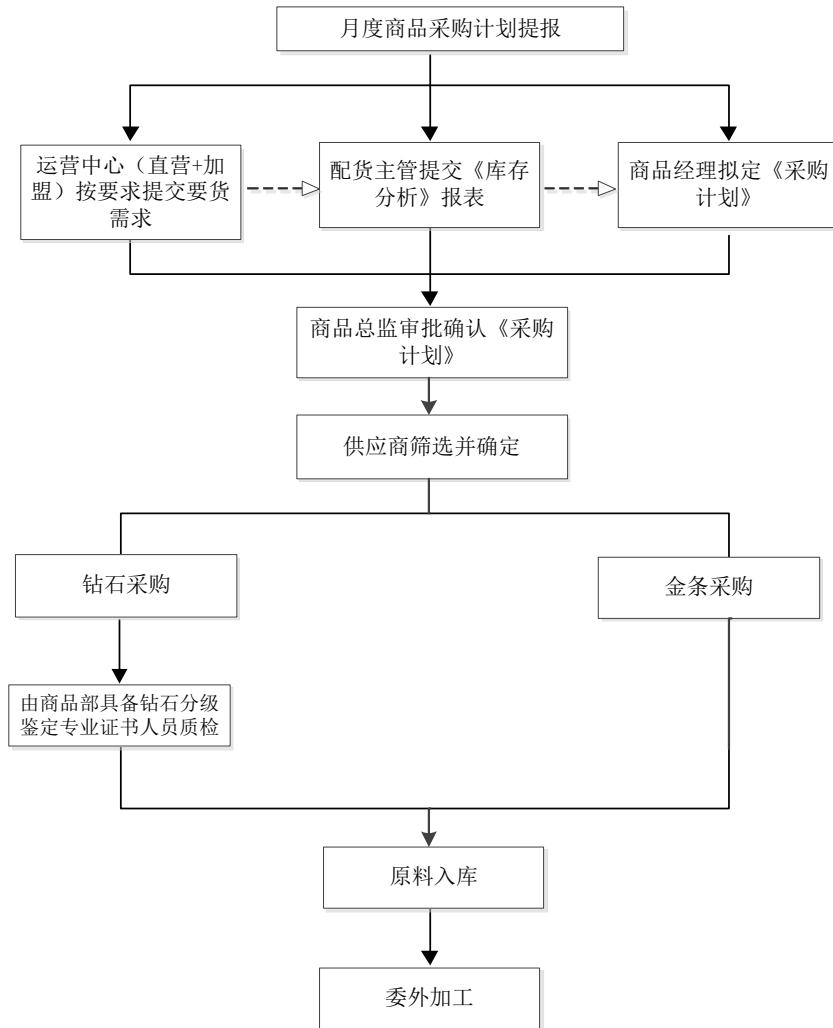 月度商品采购计划提报
运营中心（直营+加
盟）按要求提交要货
需求
配货主管提交《库存
分析》报表
商品经理拟定《采购
计划》
商品总监审批确认《采购
计划》
供应商筛选并确定
钻石采购
金条采购
由商品部具备钻石分级
鉴定专业证书人员质检
原料入库
委外加工